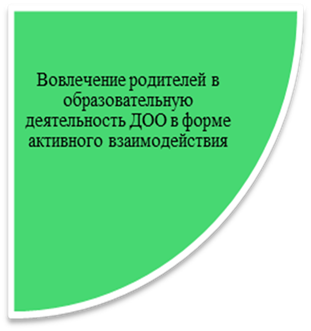 Вовлечение родителей в
образовательную
деятельность ДОО в форме
активного взаимодействия